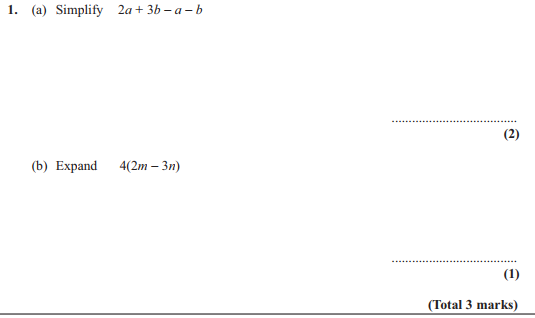 1. (a) Simplify 2a + 3b – a – b
.....................................
(2)
(b) Expand 4(2m – 3n)
.....................................
(1)
(Total 3 marks)